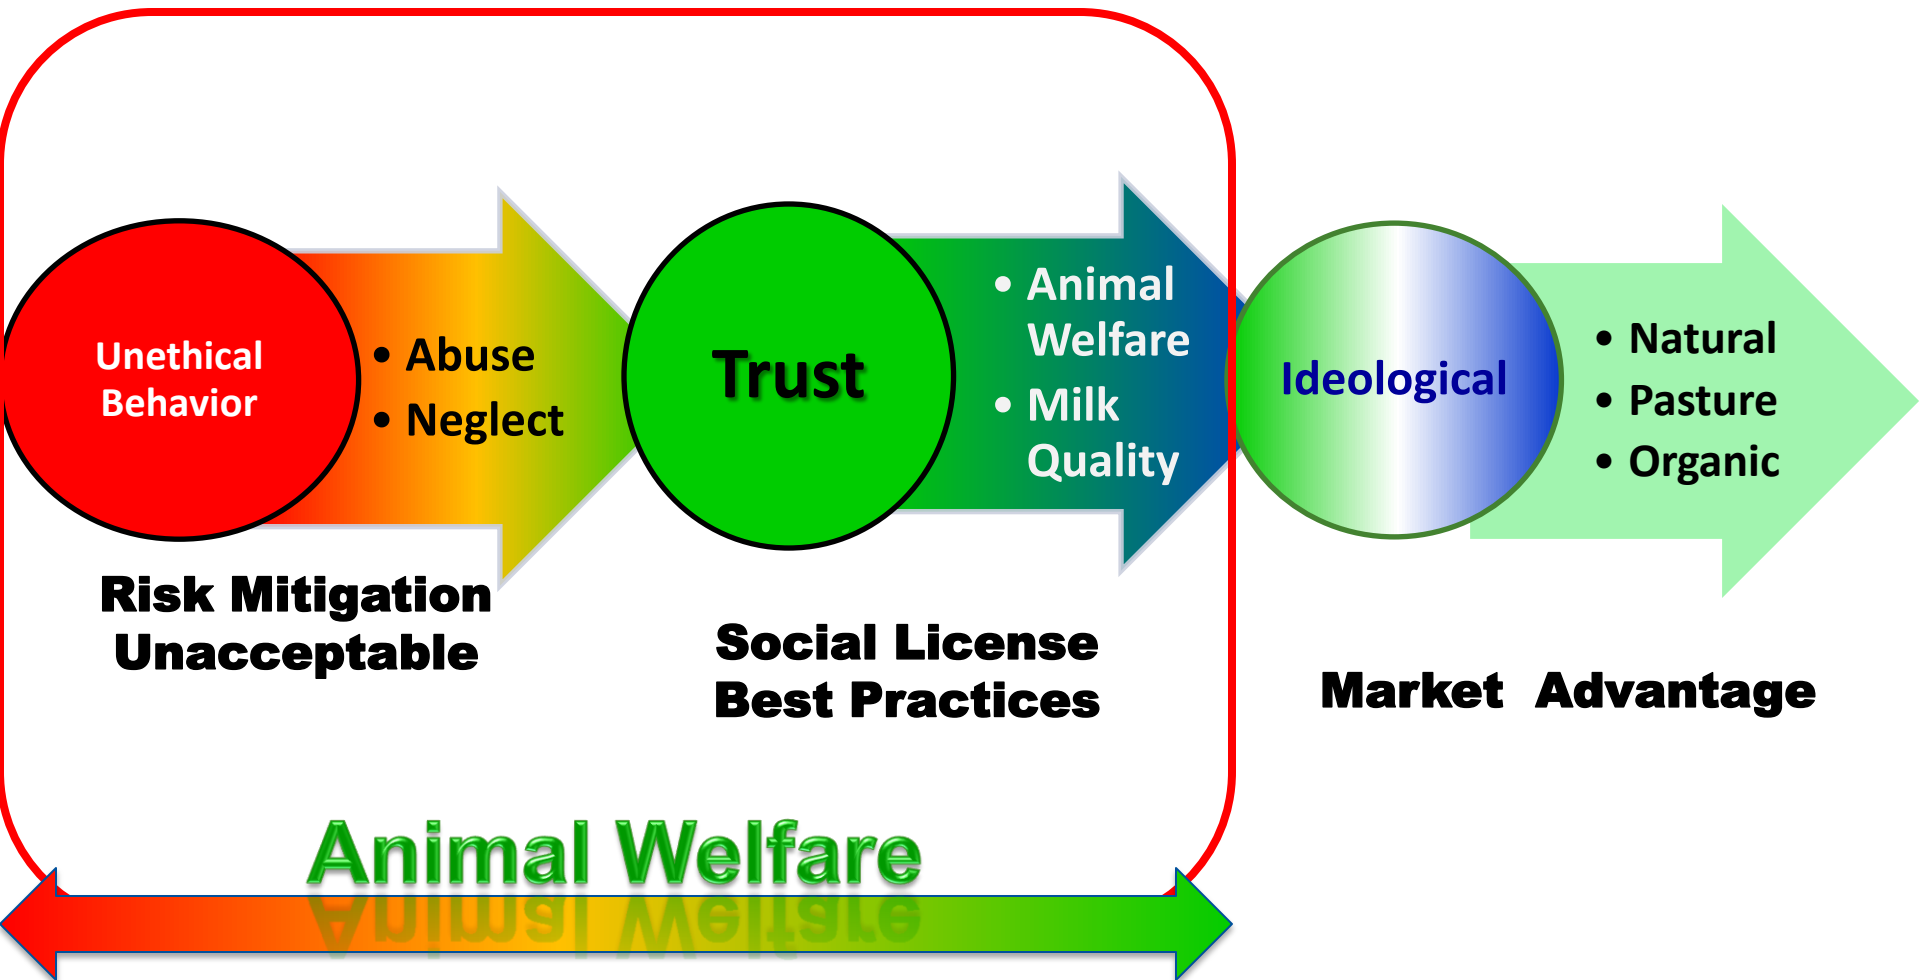 Unethical
Behavior
• Abuse
• Neglect
Trust
• Animal
Welfare
• Milk
Quality
Ideological
• Natural
• Pasture
• Organic
Risk Mitigation
Unacceptable
Social License
Best Practices
Market Advantage
Animal Welfare